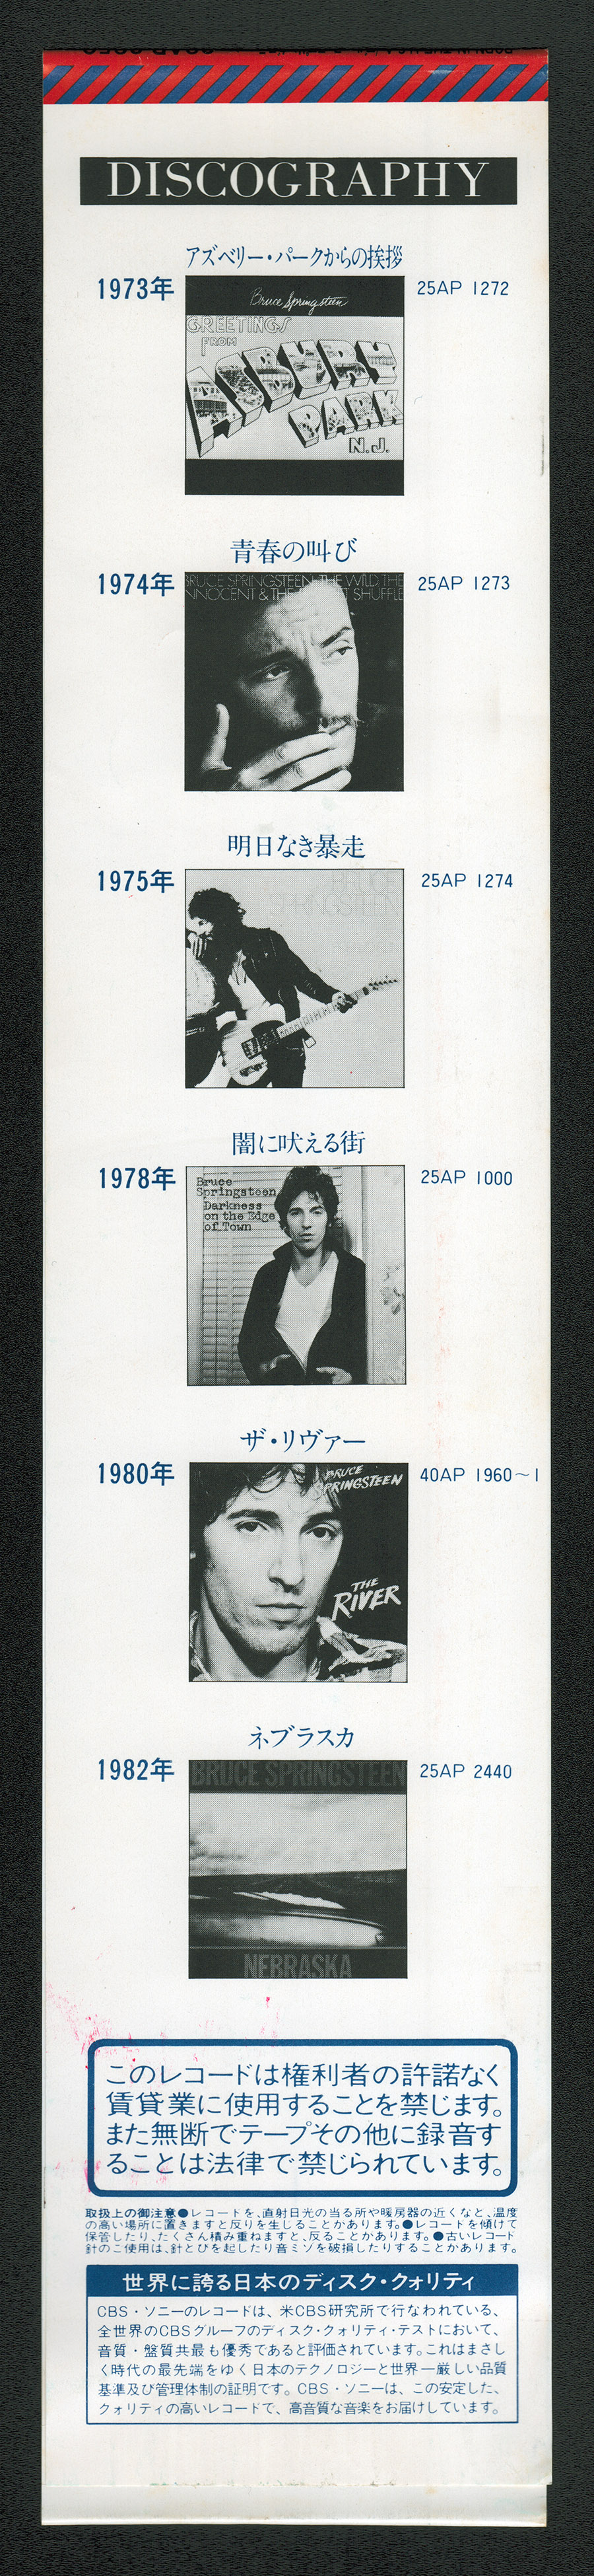 DISCOGRAPHY
アズベリー・パークからの挨拶
1973年
25AP 1272
Bruce Springsteen
GREETINGS
FROM
ASBURY
PARK
N.J.
青春の叫び
1974年
25AP 1273
BRUCE SPRINGSTEEN THE WILD, THE
INNOCENT & THE STREET SHUFFLE
明日なき暴走
1975年
25AP 1274
BRUCE
SPRINGSTEEN
闇に吠える街
1978年
25AP 1000
Bruce
Springsteen
Darkness
on the Edge
of Town
ザ・リヴァー
1980年
40AP 1960～1
BRUCE
SPRINGSTEEN
THE
RIVER
ネブラスカ
1982年
25AP 2440
BRUCE SPRINGSTEEN
NEBRASKA
このレコードは権利者の許諾なく
賃貸業に使用することを禁じます。
また無断でテープその他に録音す
ることは法律で禁じられています。
取扱上の御注意●レコードを、直射日光の当る所や暖房器の近くなど、温度
の高い場所に置きますと反りを生じることがあります。●レコードを傾けて
保管したり、たくさん積み重ねますと、反ることがあります。●古いレコード
針のご使用は、針とびを起したり音ミゾを破損したりすることがあります。
世界に誇る日本のディスク・クォリティ
CBS・ソニーのレコードは、米CBS研究所で行なわれている、
全世界のCBSグループのディスク・クォリティ・テストにおいて、
音質・盤質共最も優秀であると評価されています。これはまさし
く時代の最先端をゆく日本のテクノロジーと世界一厳しい品質
基準及び管理体制の証明です。CBS・ソニーは、この安定した、
クォリティの高いレコードで、高音質な音楽をお届けしています。